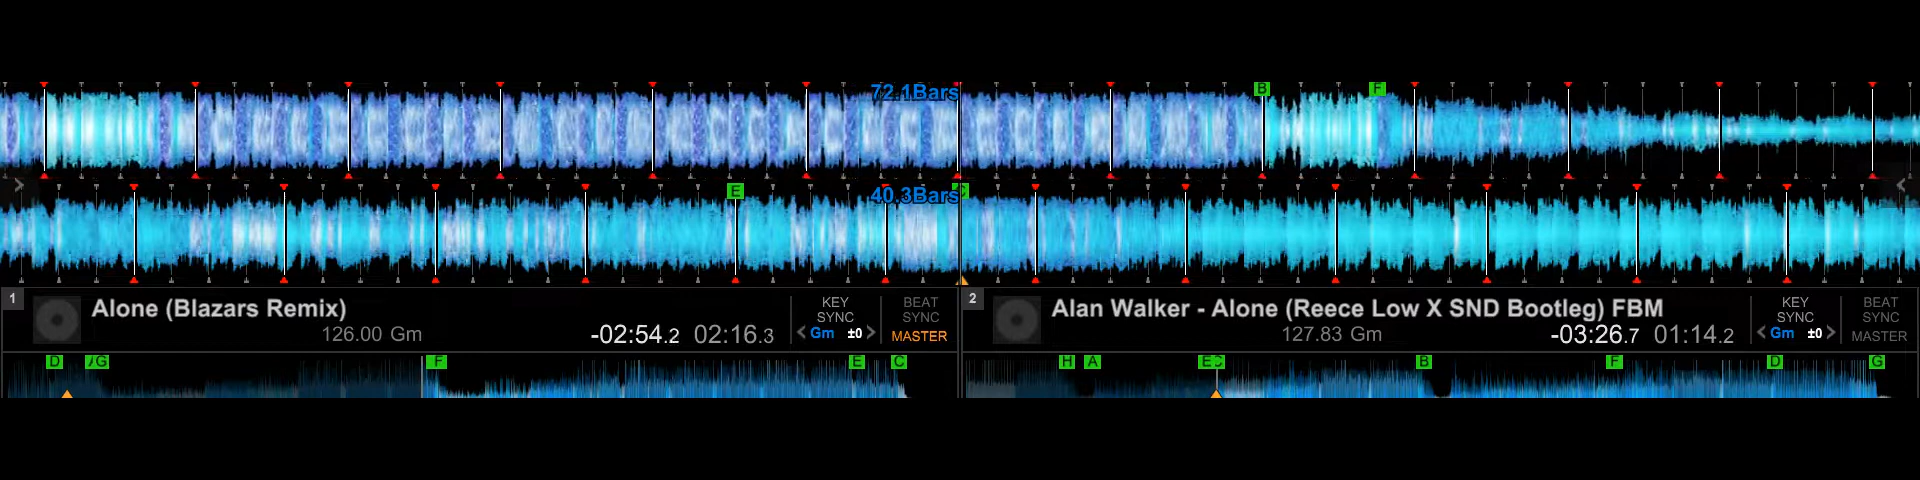 B F
72.1Bars
E
40.3Bars
1 Alone (Blazars Remix)
126.00 Gm
-02:54.2 02:16.3
KEY SYNC
< Gm ±0 >
BEAT SYNC
MASTER
2 Alan Walker - Alone (Reece Low X SND Bootleg) FBM
127.83 Gm
-03:26.7 01:14.2
KEY SYNC
< Gm ±0 >
BEAT SYNC
MASTER
D G F E C
H A E B F D G